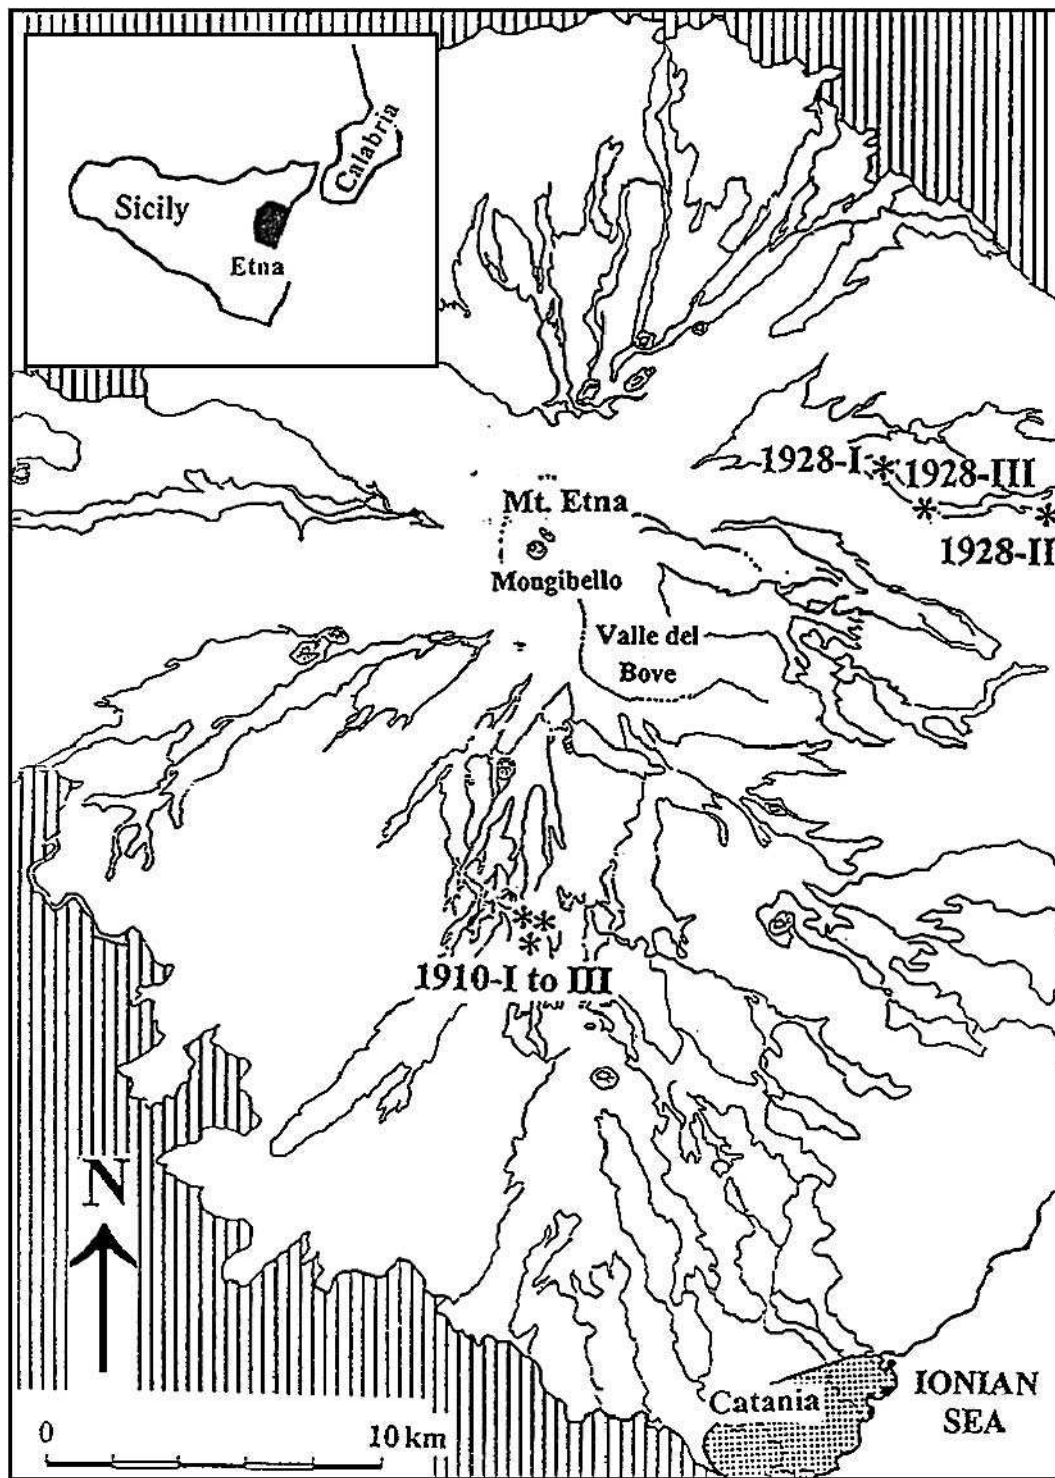 Calabria
Sicily
Etna
1928-I
1928-III
Mt. Etna
1928-II
Mongibello
Valle del
Bove
1910-I to III
N
Catania
IONIAN
SEA
0
10 km